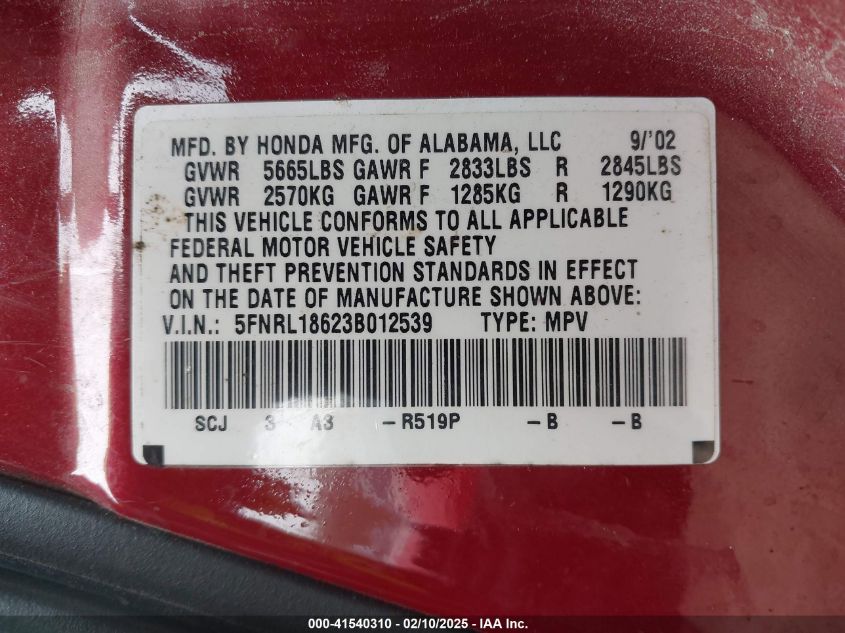 MFD. BY HONDA MFG. OF ALABAMA, LLC 9/'02
GVWR 5665LBS GAWR F 2833LBS R 2845LBS
GVWR 2570KG GAWR F 1285KG R 1290KG
THIS VEHICLE CONFORMS TO ALL APPLICABLE
FEDERAL MOTOR VEHICLE SAFETY
AND THEFT PREVENTION STANDARDS IN EFFECT
ON THE DATE OF MANUFACTURE SHOWN ABOVE:
V.I.N.: 5FNRL18623B012539 TYPE: MPV
SCJ 3 A3 -R519P -B -B
000-41540310 - 02/10/2025 - IAA Inc.